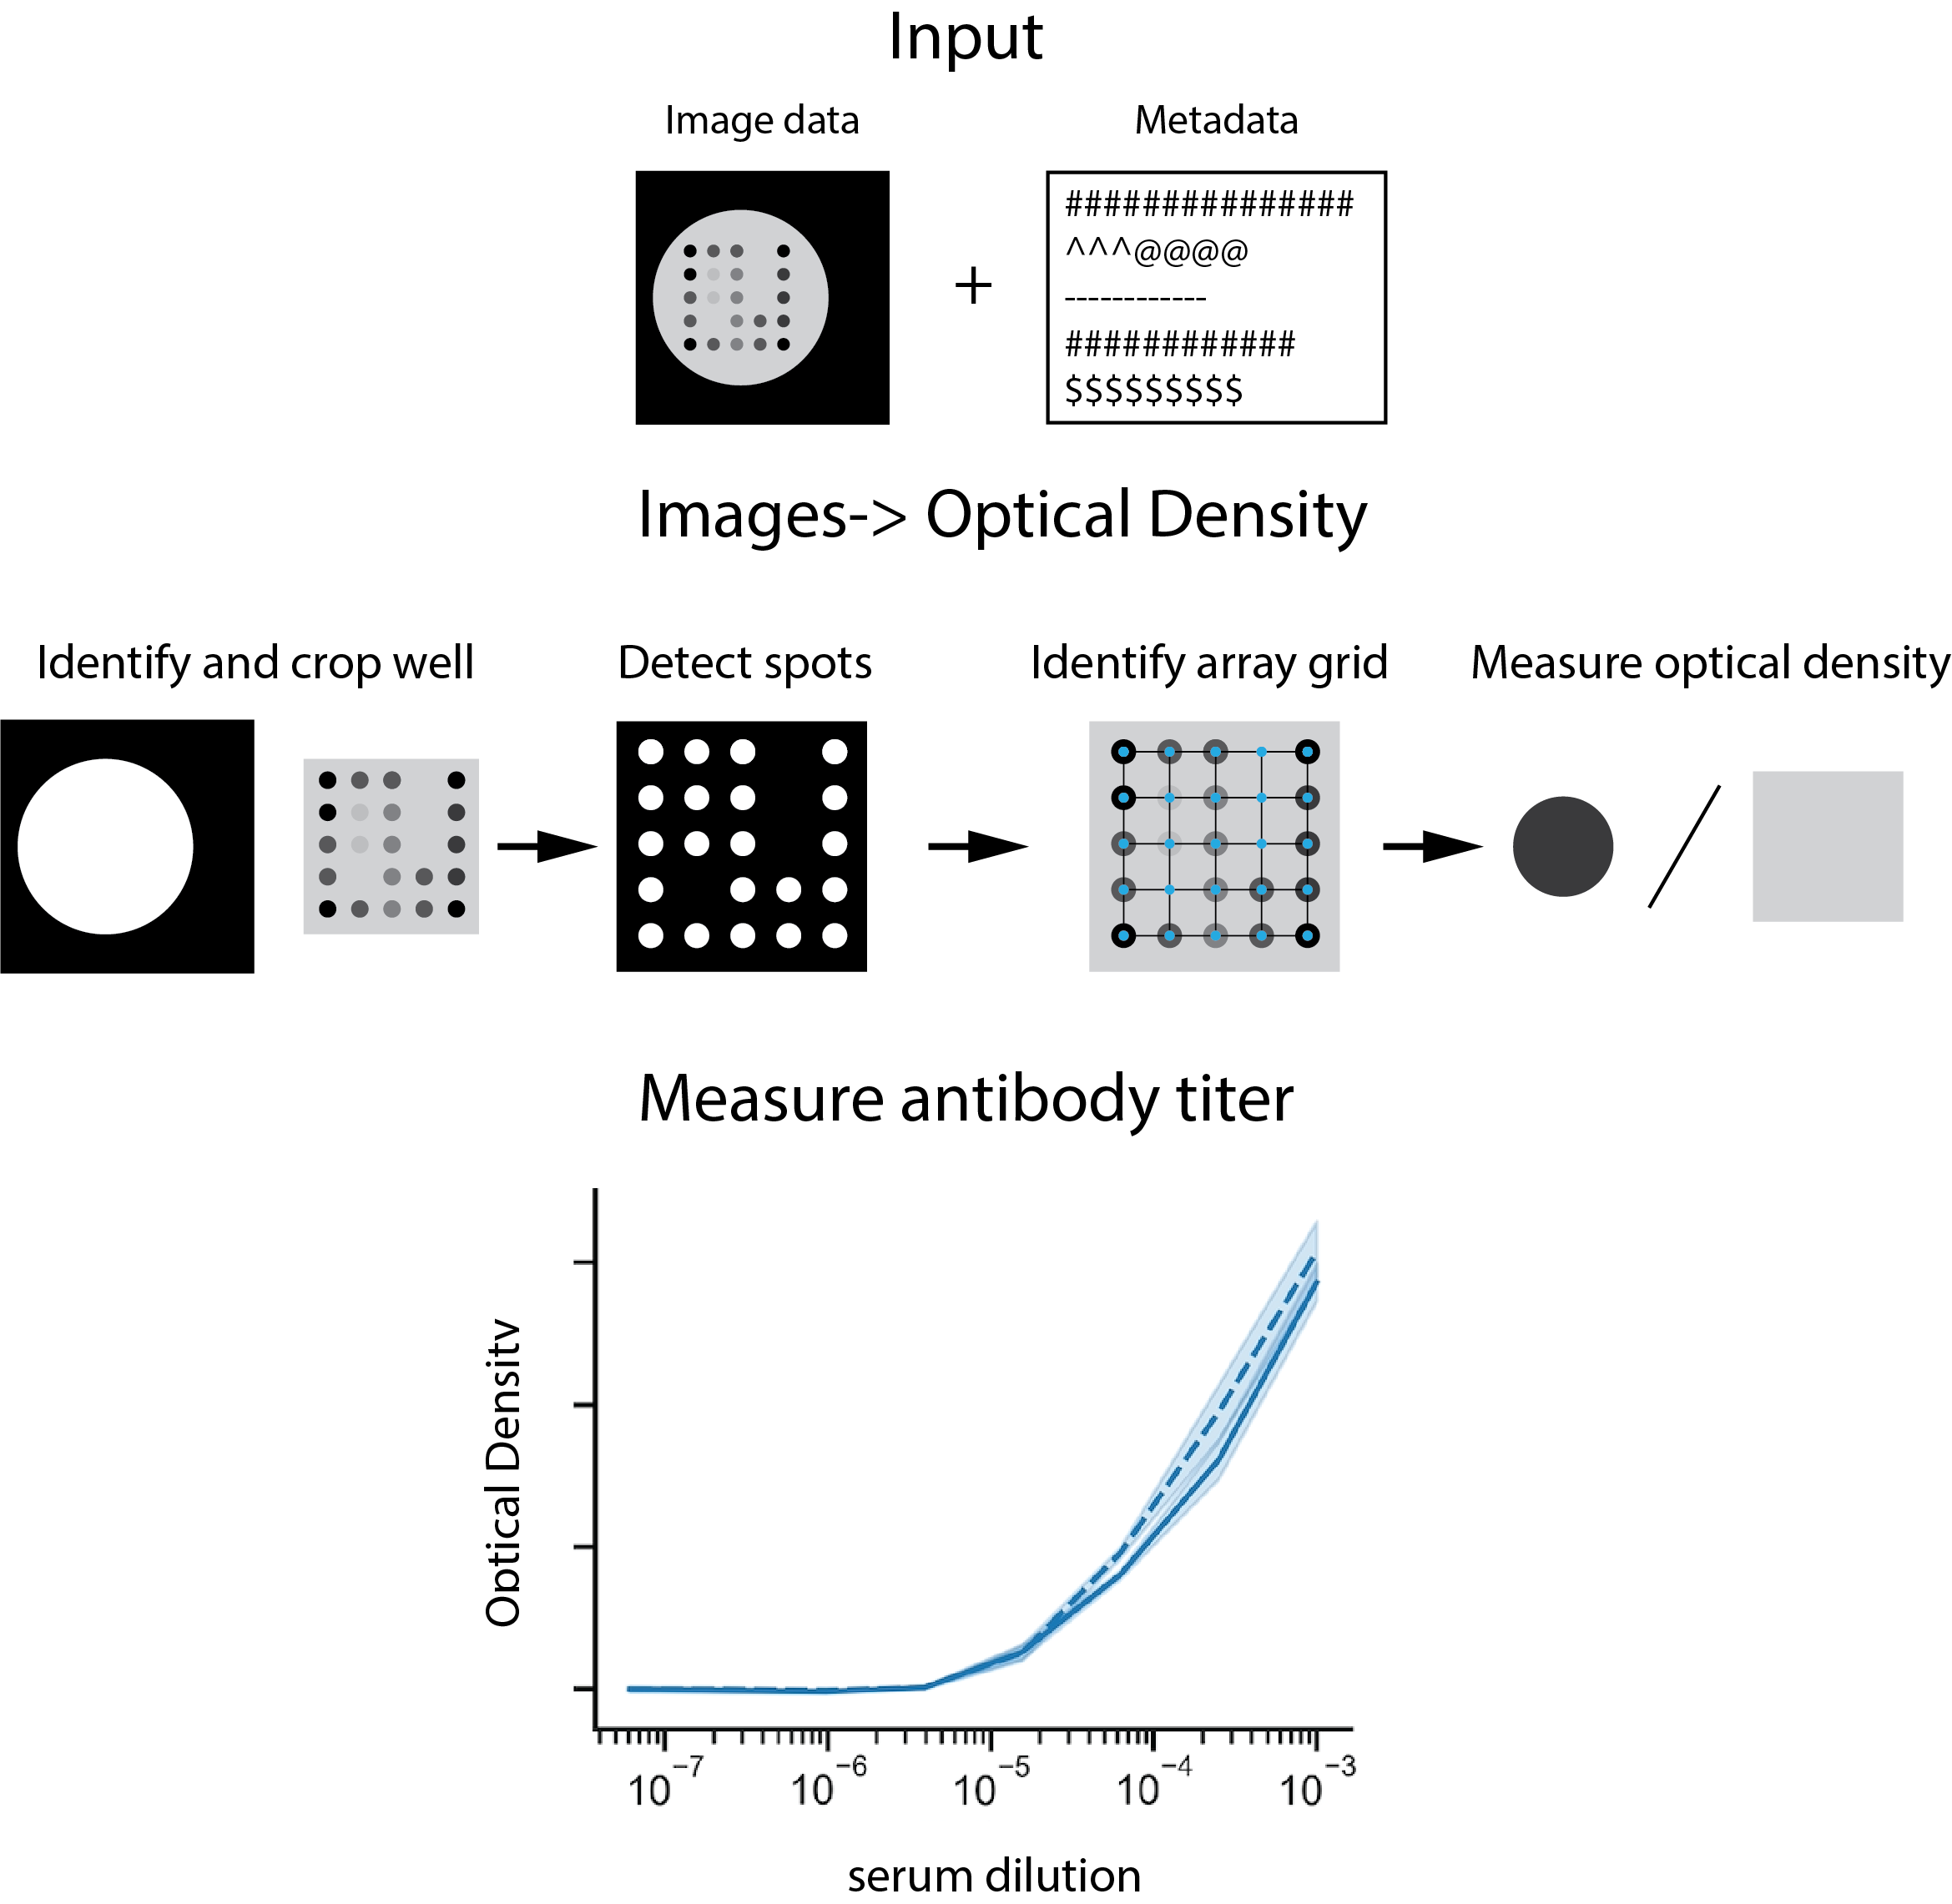 Input
Image data
Metadata
+
###############
^^^@@@@
------------
############
$$$$$$$$$
Images-> Optical Density
Identify and crop well
Detect spots
Identify array grid
Measure optical density
Measure antibody titer
Optical Density
10⁻⁷ 10⁻⁶ 10⁻⁵ 10⁻⁴ 10⁻³
serum dilution